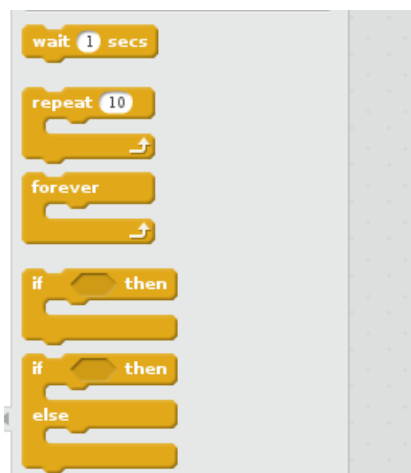 wait 1 secs
repeat 10
forever
if then
if then
else